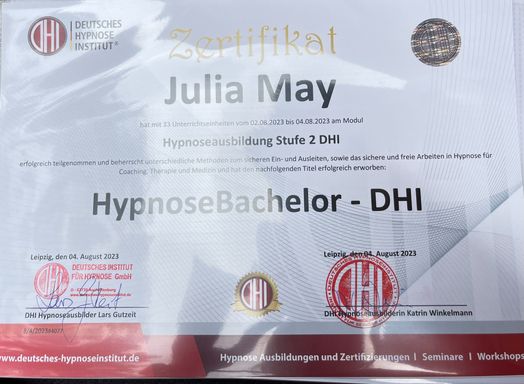 DHI
DEUTSCHES
HYPNOSE
INSTITUT®
Zertifikat
Julia May
hat mit 33 Unterrichtseinheiten vom 02.08.2023 bis 04.08.2023 am Modul
Hypnoseausbildung Stufe 2 DHI
erfolgreich teilgenommen und beherrscht unterschiedliche Methoden zum sicheren Ein- und Ausleiten, sowie das sichere und freie Arbeiten in Hypnose für
Coaching, Therapie und Medizin und hat den nachfolgenden Titel erfolgreich erworben:
HypnoseBachelor - DHI
Leipzig, den 04. August 2023
Leipzig, den 04. August 2023
DHI
DEUTSCHES INSTITUT
FÜR HYPNOSE GmbH
DHI
DHI Hypnoseausbilder Lars Gutzeit
DHI Hypnoseausbilderin Katrin Winkelmann
www.deutsches-hypnoseinstitut.de
Hypnose Ausbildungen und Zertifizierungen | Seminare | Workshops